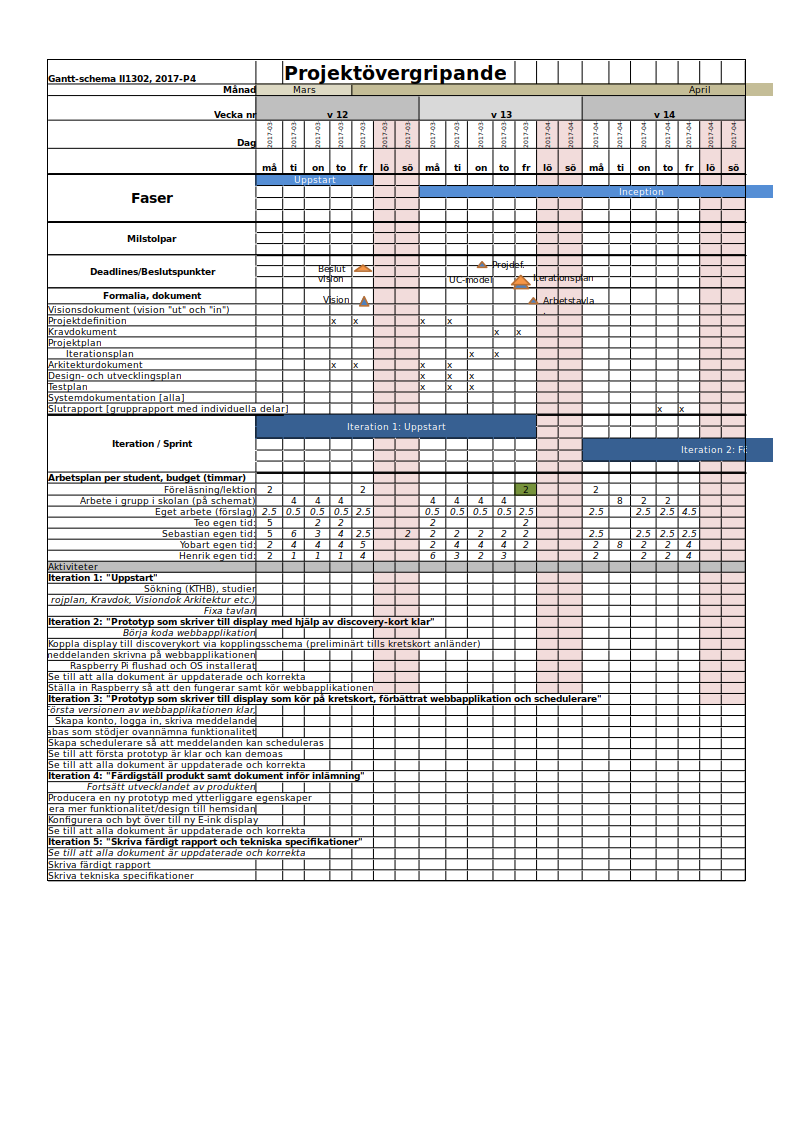 Projektövergripande
Gantt-schema II1302, 2017-P4
Månad Mars April
Vecka nr v 12 v 13 v 14
Dag 2017-03- 2017-03- 2017-03- 2017-03- 2017-03- 2017-03- 2017-03- 2017-03- 2017-03- 2017-03- 2017-03- 2017-03- 2017-04- 2017-04- 2017-04- 2017-04- 2017-04- 2017-04- 2017-04- 2017-04- 2017-04-
må ti on to fr lö sö må ti on to fr lö sö må ti on to fr lö sö
Uppstart
Inception
Faser
Milstolpar
Deadlines/Beslutspunkter
Beslut vision
Projdef.
UC-model
Iterationsplan
Formalia, dokument
Vision
Arbetstavla
Visionsdokument (vision "ut" och "in")
Projektdefinition x x x x
Kravdokument x x
Projektplan
Iterationsplan x x
Arkitekturdokument x x x x
Design- och utvecklingsplan x x x
Testplan x x x
Systemdokumentation [alla]
Slutrapport [grupprapport med individuella delar] x x
Iteration 1: Uppstart
Iteration / Sprint
Iteration 2: Fö
Arbetsplan per student, budget (timmar)
Föreläsning/lektion 2 2 2 2
Arbete i grupp i skolan (på schemat) 4 4 4 4 4 4 4 8 2 2
Eget arbete (förslag) 2.5 0.5 0.5 0.5 2.5 0.5 0.5 0.5 0.5 2.5 2.5 2.5 2.5 4.5
Teo egen tid: 5 2 2 2 2
Sebastian egen tid: 5 6 3 4 2.5 2 2 2 2 2 2 2.5 2.5 2.5 4.5
Yobart egen tid: 2 4 4 4 5 2 4 4 4 2 2 8 2 2 4
Henrik egen tid: 2 1 1 1 4 6 3 2 3 2 2 2 4
Aktiviteter
Iteration 1: "Uppstart"
Sökning (KTHB), studier
rojplan, Kravdok, Visiondok Arkitektur etc.)
Fixa tavlan
Iteration 2: "Prototyp som skriver till display med hjälp av discovery-kort klar"
Börja koda webbapplikation
Koppla display till discoverykort via kopplingsschema (preliminärt tills kretskort anländer)
meddelanden skrivna på webbapplikationen
Raspberry Pi flushad och OS installerat
Se till att alla dokument är uppdaterade och korrekta
Ställa in Raspberry så att den fungerar samt kör webbapplikationen
Iteration 3: "Prototyp som skriver till display som kör på kretskort, förbättrat webbapplikation och schedulerare"
Första versionen av webbapplikationen klar,
Skapa konto, logga in, skriva meddelande
abas som stödjer ovannämna funktionalitet
Skapa schedulerare så att meddelanden kan scheduleras
Se till att första prototyp är klar och kan demoas
Se till att alla dokument är uppdaterade och korrekta
Iteration 4: "Färdigställ produkt samt dokument inför inlämning"
Fortsätt utvecklandet av produkten
Producera en ny prototyp med ytterliggare egenskaper
era mer funktionalitet/design till hemsidan
Konfigurera och byt över till ny E-ink display
Se till att alla dokument är uppdaterade och korrekta
Iteration 5: "Skriva färdigt rapport och tekniska specifikationer"
Se till att alla dokument är uppdaterade och korrekta
Skriva färdigt rapport
Skriva tekniska specifikationer